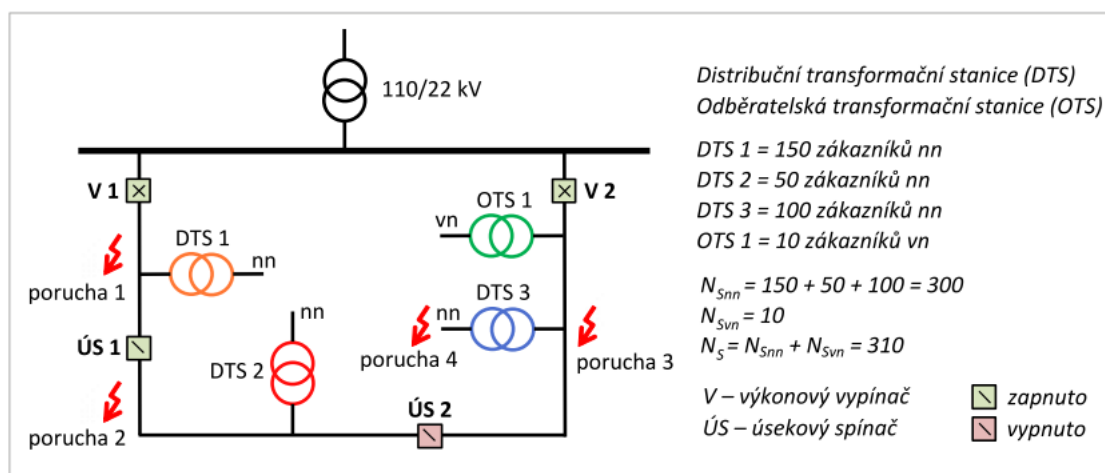 110/22 kV
V 1
V 2
OTS 1
vn
DTS 1
nn
porucha 1
nn
DTS 3
nn
porucha 4
porucha 3
ÚS 1
DTS 2
ÚS 2
porucha 2
Distribuční transformační stanice (DTS)
Odběratelská transformační stanice (OTS)
DTS 1 = 150 zákazníků nn
DTS 2 = 50 zákazníků nn
DTS 3 = 100 zákazníků nn
OTS 1 = 10 zákazníků vn
N_Snn = 150 + 50 + 100 = 300
N_Svn = 10
N_S = N_Snn + N_Svn = 310
V – výkonový vypínač
zapnuto
ÚS – úsekový spínač
vypnuto